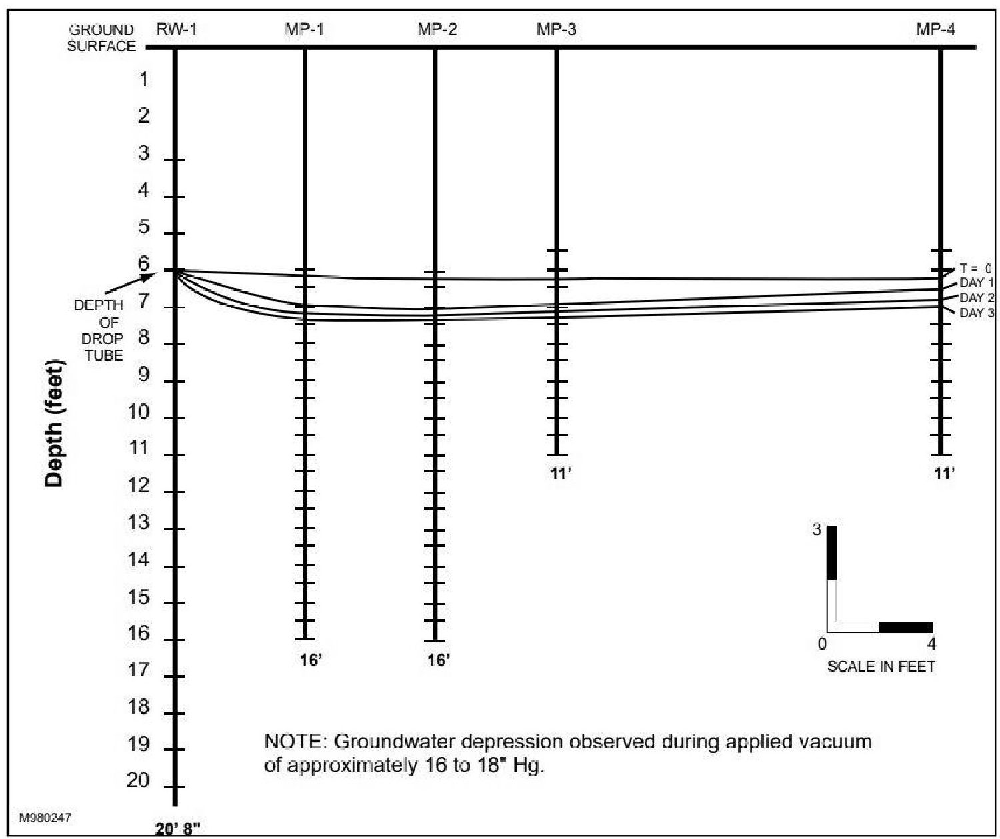 GROUND
SURFACE
RW-1
MP-1
MP-2
MP-3
MP-4
1
2
3
4
5
6
7
8
9
10
11
12
13
14
15
16
17
18
19
20
DEPTH
OF
DROP
TUBE
Depth (feet)
T = 0
DAY 1
DAY 2
DAY 3
11'
11'
16'
16'
20' 8"
3
0
4
SCALE IN FEET
NOTE: Groundwater depression observed during applied vacuum
of approximately 16 to 18" Hg.
M980247